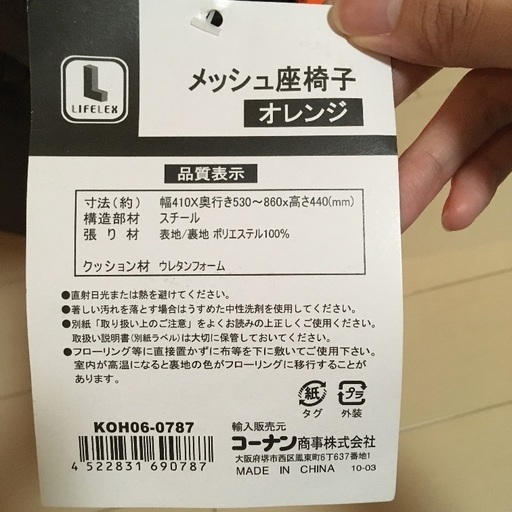 LIFELEX
メッシュ座椅子
オレンジ
品質表示
寸法（約） 幅410X奥行き530～860x高さ440(mm)
構造部材 スチール
張り材 表地/裏地 ポリエステル100%
クッション材 ウレタンフォーム
●直射日光または熱を避けてください。
●著しい汚れを落とす場合はうすめた中性洗剤を使用してください。
●別紙「取り扱い上のご注意」をよくお読みの上正しくご使用ください。
取扱い説明書(別紙ラベル)は大切に保管しておいてください。
●フローリング等に直接置かずに布等を下に敷いてご使用下さい。
室内が高温になると裏地の色がフローリングに移行することが
あります。
紙 プラ
タグ 外装
KOH06-0787
4 522831 690787
輸入販売元
コーナン商事株式会社
大阪府堺市西区鳳東町6丁637番地1
MADE IN CHINA 10-03